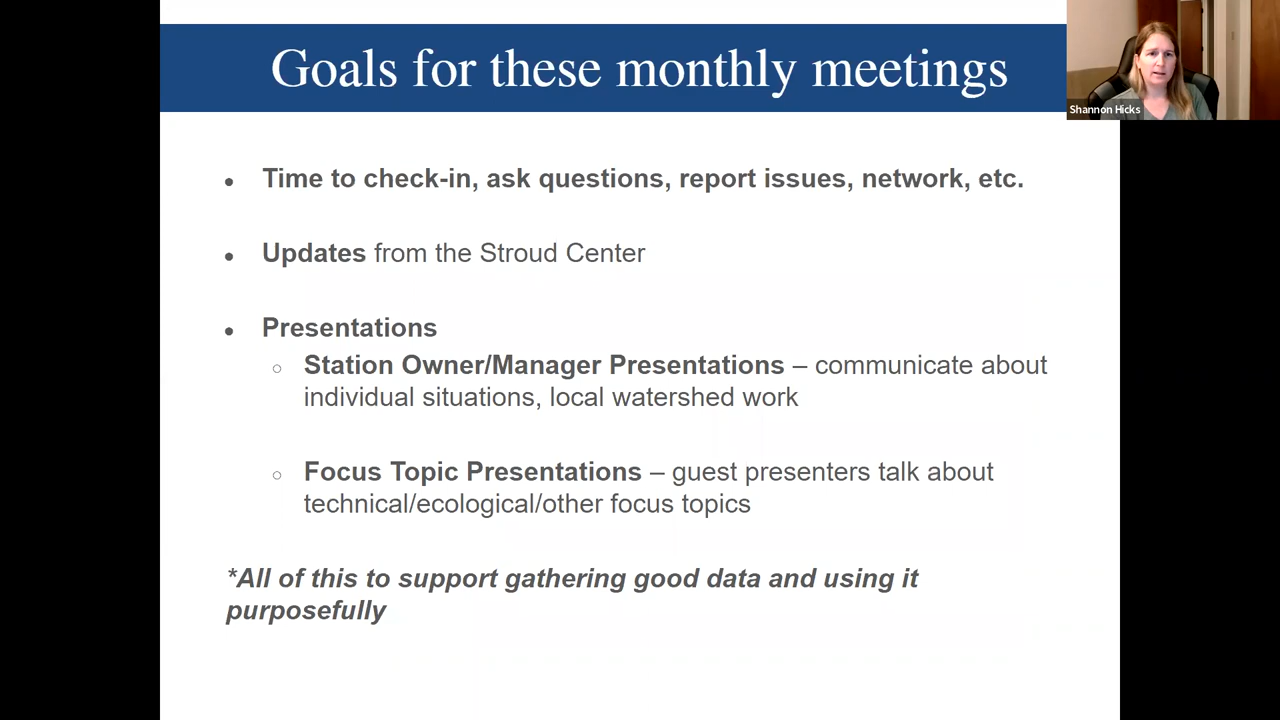 Goals for these monthly meetings
Shannon Hicks
• Time to check-in, ask questions, report issues, network, etc.
• Updates from the Stroud Center
• Presentations
○ Station Owner/Manager Presentations – communicate about
individual situations, local watershed work
○ Focus Topic Presentations – guest presenters talk about
technical/ecological/other focus topics
*All of this to support gathering good data and using it
purposefully